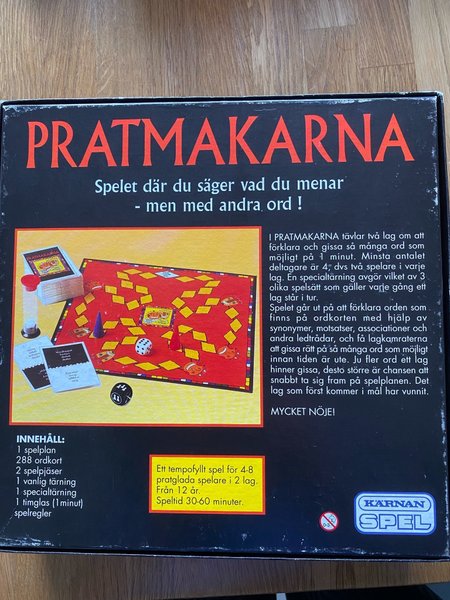 PRATMAKARNA
Spelet där du säger vad du menar
- men med andra ord !
I PRATMAKARNA tävlar två lag om att
förklara och gissa så många ord som
möjligt på 1 minut. Minsta antalet
deltagare är 4, dvs två spelare i varje
lag. En specialtärning avgör vilket av 3
olika spelsätt som gäller varje gång ett
lag står i tur.
Spelet går ut på att förklara orden som
finns på ordkorten med hjälp av
synonymer, motsatser, associationer och
andra ledtrådar, och få lagkamraterna
att gissa rätt på så många ord som möjligt
innan tiden är ute. Ju fler ord ett lag
hinner gissa, desto större är chansen att
snabbt ta sig fram på spelplanen. Det
lag som först kommer i mål har vunnit.
MYCKET NÖJE!
INNEHÅLL:
1 spelplan
288 ordkort
2 spelpjäser
1 vanlig tärning
1 specialtärning
1 timglas (1minut)
spelregler
Ett tempofyllt spel för 4-8
pratglada spelare i 2 lag.
Från 12 år.
Speltid 30-60 minuter.
KÄRNAN
SPEL